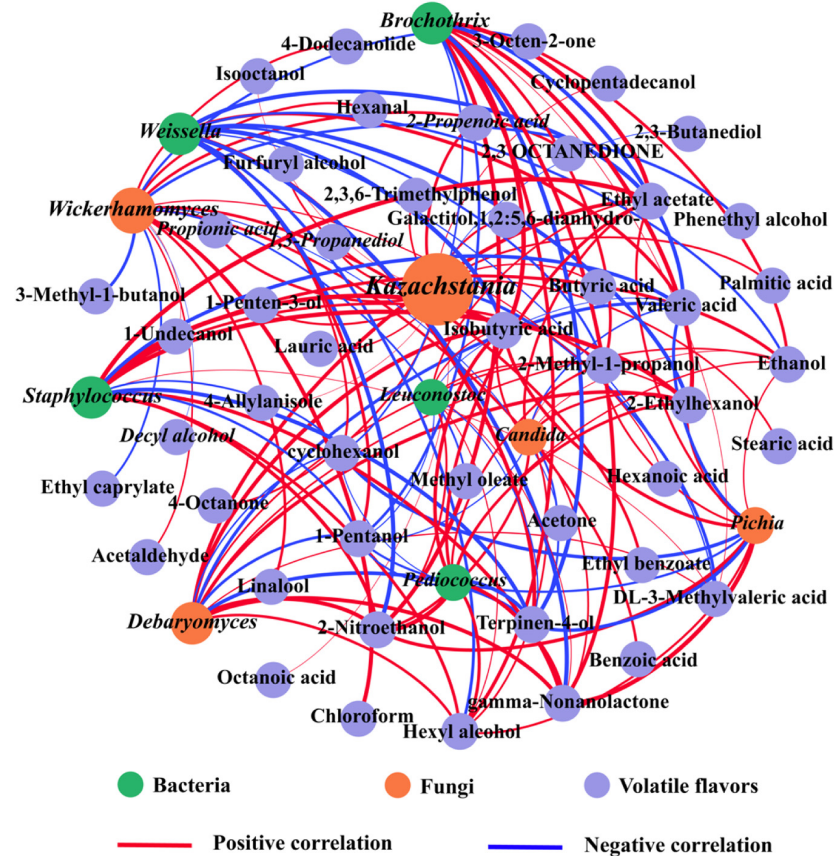 Brochothrix
3-Octen-2-one
4-Dodecanolide
Isooctanol
Cyclopentadecanol
Hexanal
2-Propenoic acid
Weissella
2,3-Butanediol
2,3 OCTANEDIONE
Furfuryl alcohol
2,3,6-Trimethylphenol
Ethyl acetate
Wickerhamomyces
Galactitol,1,2:5,6-dianhydro-
Phenethyl alcohol
Propionic acid
1,3-Propanediol
Kazachstania
Butyric acid
Palmitic acid
3-Methyl-1-butanol
1-Penten-3-ol
Valeric acid
1-Undecanol
Isobutyric acid
Lauric acid
2-Methyl-1-propanol
Ethanol
Staphylococcus
4-Allylanisole
Leuconostoc
2-Ethylhexanol
Decyl alcohol
Candida
Stearic acid
cyclohexanol
Methyl oleate
Hexanoic acid
Ethyl caprylate
4-Octanone
1-Pentanol
Acetone
Pichia
Acetaldehyde
Linalool
Pediococcus
Ethyl benzoate
DL-3-Methylvaleric acid
Debaryomyces
2-Nitroethanol
Terpinen-4-ol
Benzoic acid
Octanoic acid
gamma-Nonanolactone
Chloroform
Hexyl alcohol
Bacteria
Fungi
Volatile flavors
Positive correlation
Negative correlation